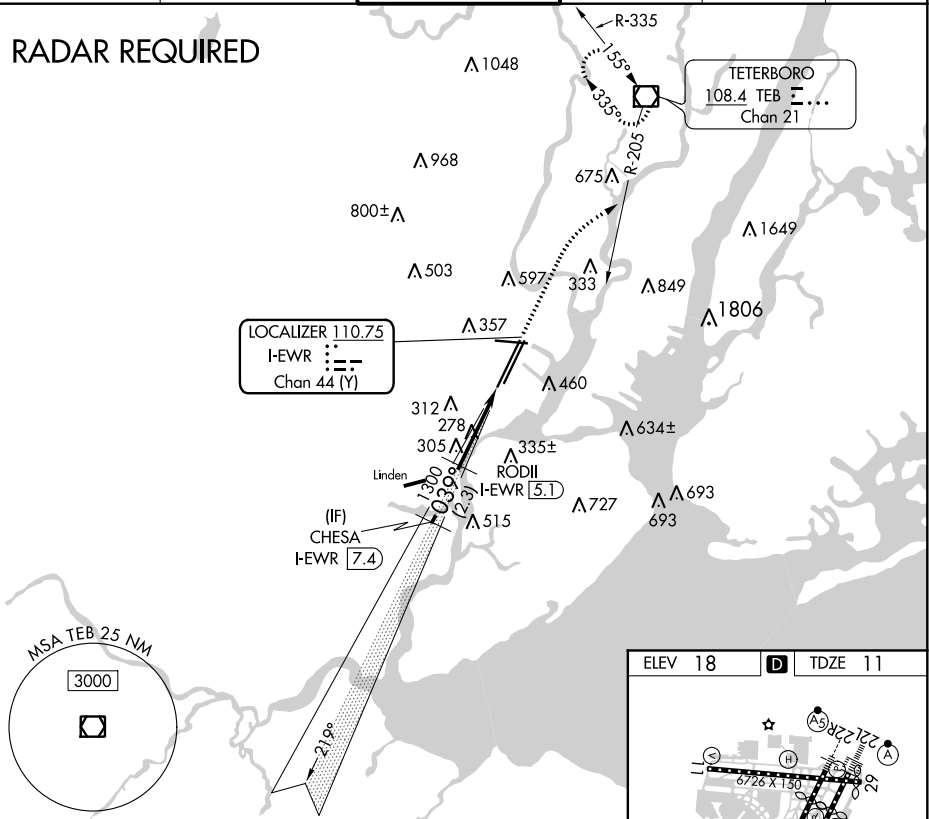 RADAR REQUIRED
R-335
155°
335°
TETERBORO
108.4 TEB
Chan 21
R-205
1048
968
800±
675
1649
503
597
333
849
1806
357
LOCALIZER 110.75
I-EWR
Chan 44 (Y)
460
312
278
305
634±
335±
Linden
RODII
I-EWR 5.1
1300
039°
(2.3)
727
693
693
515
(IF)
CHESA
I-EWR 7.4
219°
MSA TEB 25 NM
3000
ELEV 18 D TDZE 11
A5
22R
22L
A
V
H
11
6726 X 150
29